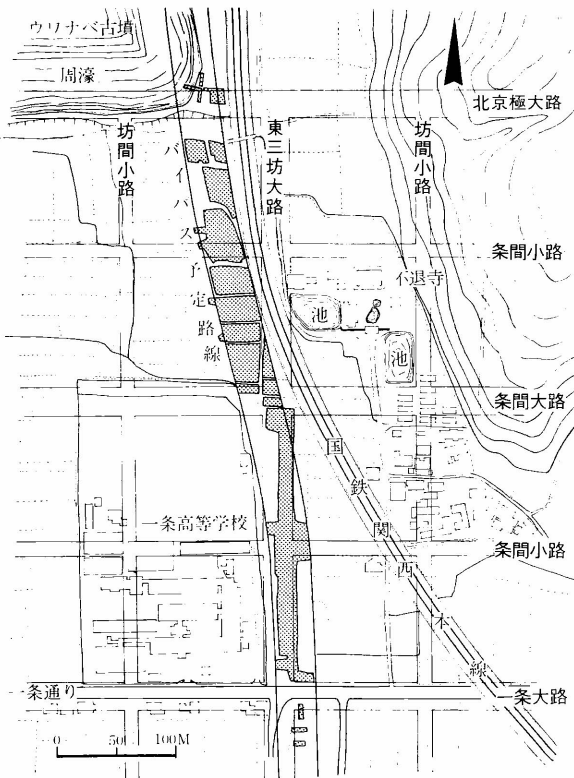 ウワナベ古墳
周濠
北京極大路
坊間小路
東三坊大路
坊間小路
バイパス予定路線
条間小路
不退寺
池
池
条間大路
国鉄関西本線
一条高等学校
条間小路
条通り
条大路
0 50 100M